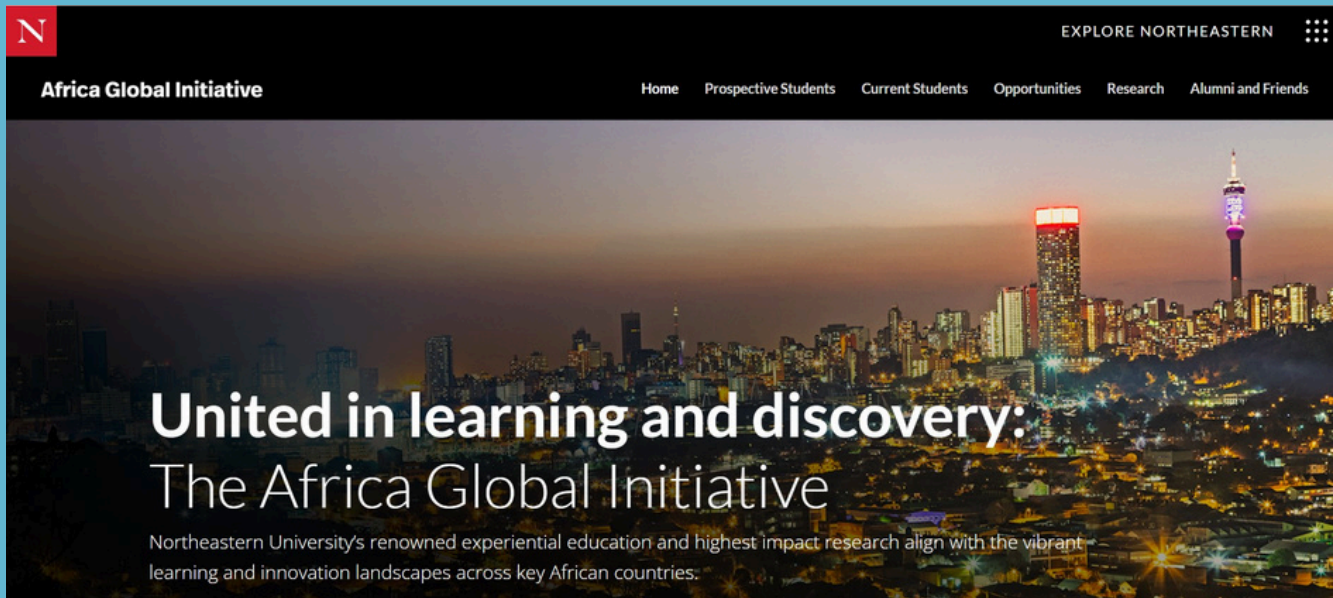 N
EXPLORE NORTHEASTERN
Africa Global Initiative
Home Prospective Students Current Students Opportunities Research Alumni and Friends
United in learning and discovery:
The Africa Global Initiative
Northeastern University's renowned experiential education and highest impact research align with the vibrant
learning and innovation landscapes across key African countries.